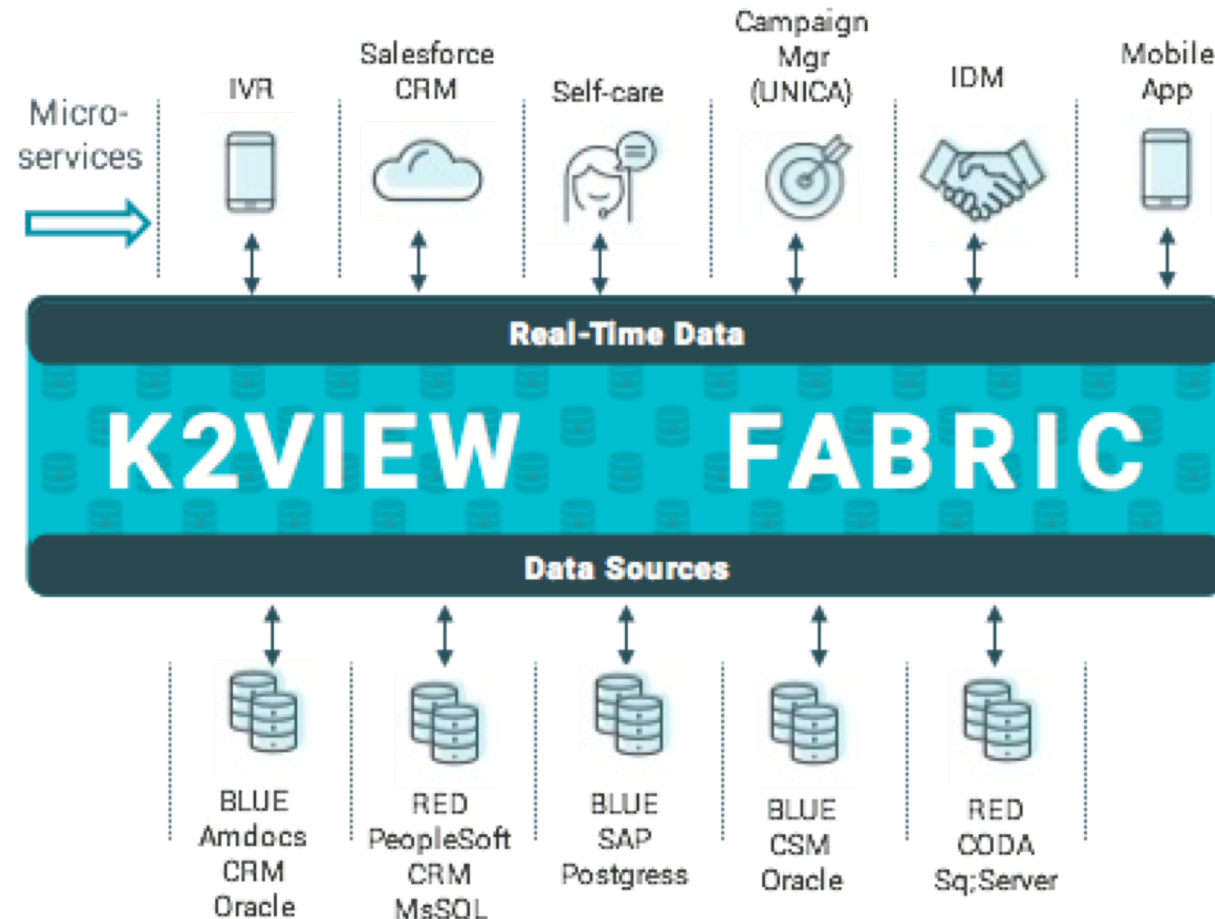 Micro-
services
IVR
Salesforce
CRM
Self-care
Campaign
Mgr
(UNICA)
IDM
Mobile
App
Real-Time Data
K2VIEW FABRIC
Data Sources
BLUE
Amdocs
CRM
Oracle
RED
PeopleSoft
CRM
MsSQL
BLUE
SAP
Postgress
BLUE
CSM
Oracle
RED
CODA
Sq;Server